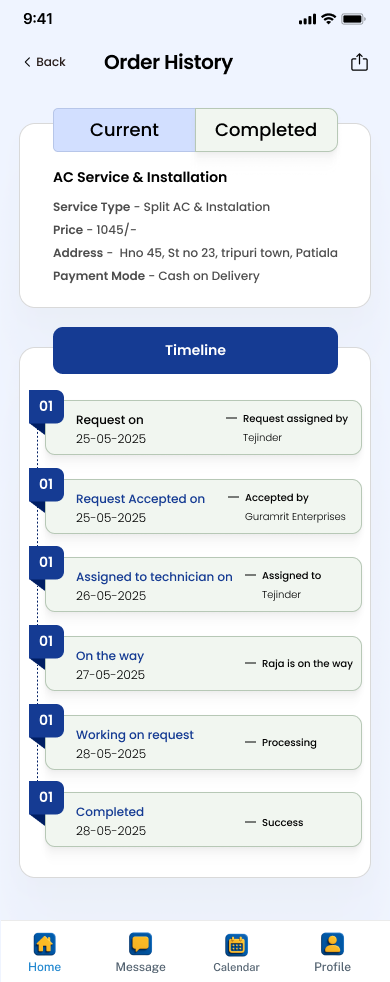 9:41
Back
Order History
Current
Completed
AC Service & Installation
Service Type - Split AC & Instalation
Price - 1045/-
Address - Hno 45, St no 23, tripuri town, Patiala
Payment Mode - Cash on Delivery
Timeline
01
Request on
25-05-2025
— Request assigned by
Tejinder
01
Request Accepted on
25-05-2025
— Accepted by
Guramrit Enterprises
01
Assigned to technician on
26-05-2025
— Assigned to
Tejinder
01
On the way
27-05-2025
— Raja is on the way
01
Working on request
28-05-2025
— Processing
01
Completed
28-05-2025
— Success
Home
Message
Calendar
Profile